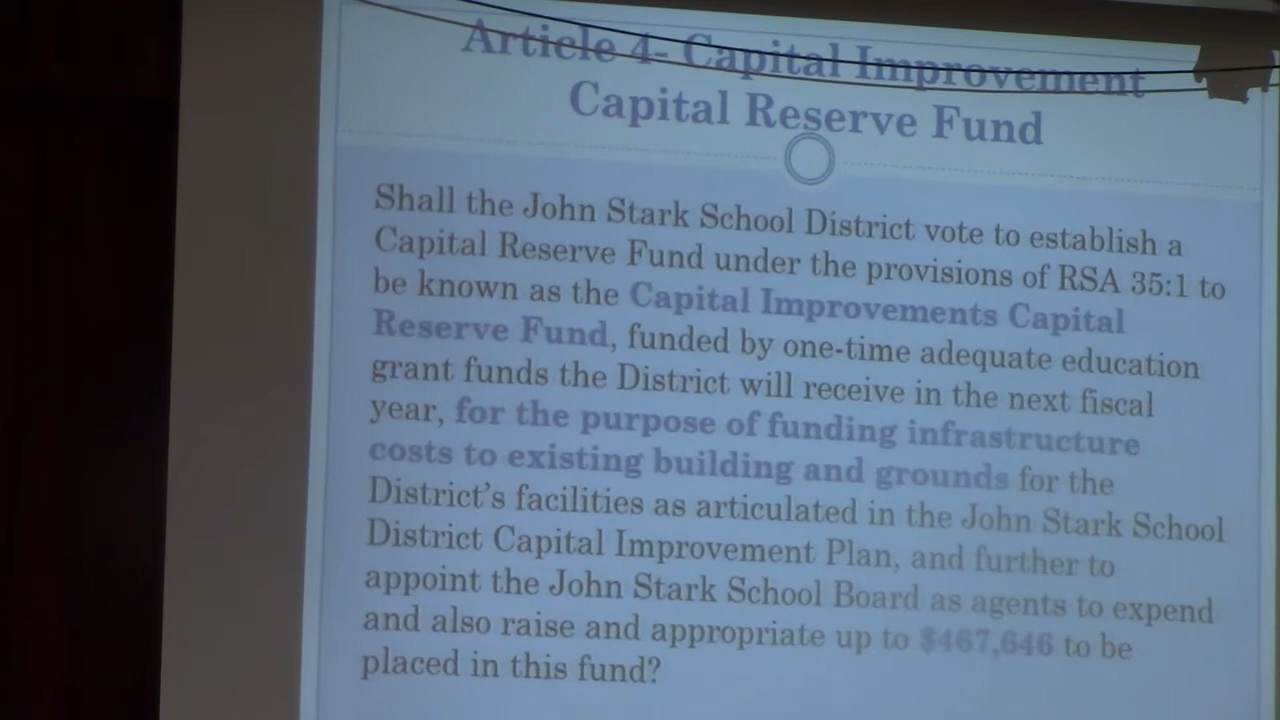 Article 4- Capital Improvement
Capital Reserve Fund
Shall the John Stark School District vote to establish a
Capital Reserve Fund under the provisions of RSA 35:1 to
be known as the Capital Improvements Capital
Reserve Fund, funded by one-time adequate education
grant funds the District will receive in the next fiscal
year, for the purpose of funding infrastructure
costs to existing building and grounds for the
District's facilities as articulated in the John Stark School
District Capital Improvement Plan, and further to
appoint the John Stark School Board as agents to expend
and also raise and appropriate up to $467,646 to be
placed in this fund?